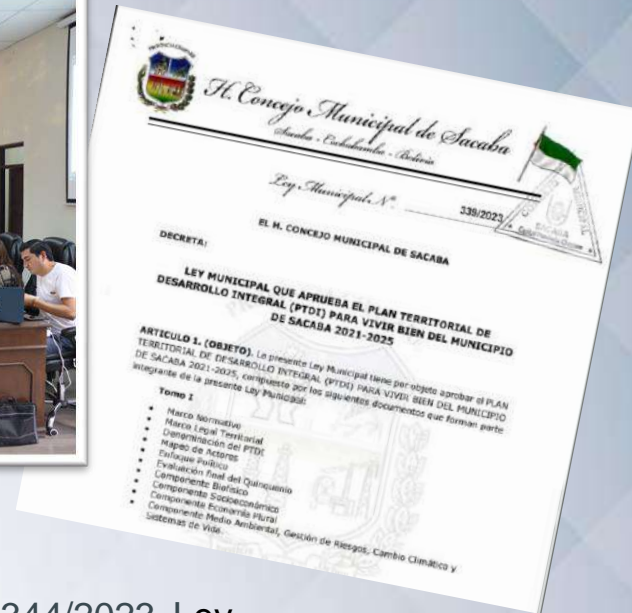 H. Concejo Municipal de Sacaba
Sacaba - Cochabamba - Bolivia
Ley Municipal Nº 339/2023
SACABA
EL H. CONCEJO MUNICIPAL DE SACABA
DECRETA:
LEY MUNICIPAL QUE APRUEBA EL PLAN TERRITORIAL DE
DESARROLLO INTEGRAL (PTDI) PARA VIVIR BIEN DEL MUNICIPIO
DE SACABA 2021-2025
ARTICULO 1. (OBJETO). La presente Ley Municipal tiene por objeto aprobar el PLAN
TERRITORIAL DE DESARROLLO INTEGRAL (PTDI) PARA VIVIR BIEN DEL MUNICIPIO
DE SACABA 2021-2025, compuesto por los siguientes documentos que forman parte
integrante de la presente Ley Municipal:
Tomo I
• Marco Normativo
• Marco Legal Territorial
• Denominación del PTDI
• Mapeo de Actores
• Enfoque Político
• Evaluación final del Quinquenio
• Componente Biofísico
• Componente Socioeconómico
• Componente Economía Plural
• Componente Medio Ambiental, Gestión de Riesgos, Cambio Climático y
Sistemas de Vida.
344/2023 Ley